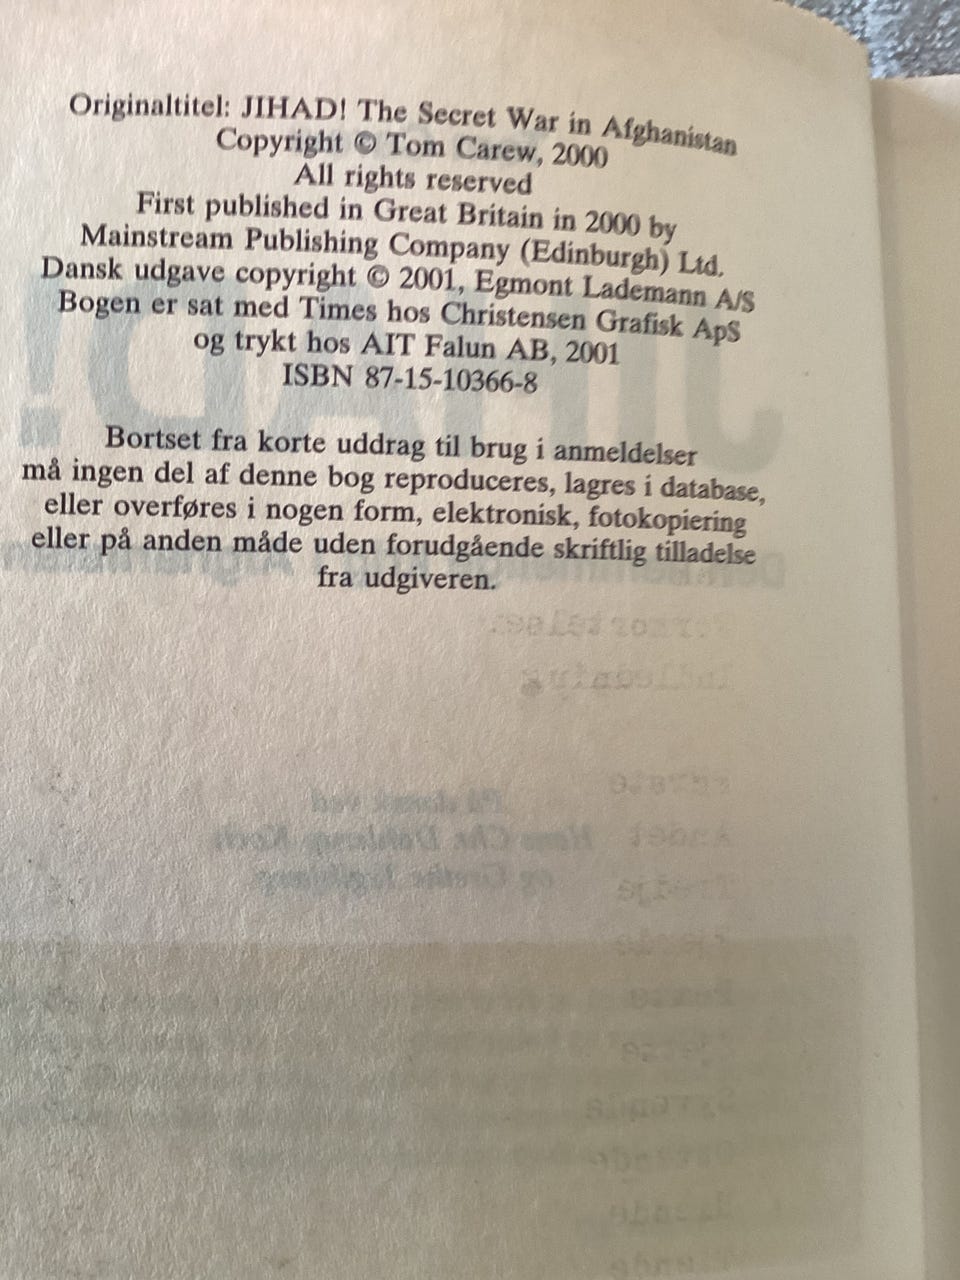 Originaltitel: JIHAD! The Secret War in Afghanistan
Copyright © Tom Carew, 2000
All rights reserved
First published in Great Britain in 2000 by
Mainstream Publishing Company (Edinburgh) Ltd.
Dansk udgave copyright © 2001, Egmont Lademann A/S
Bogen er sat med Times hos Christensen Grafisk ApS
og trykt hos AIT Falun AB, 2001
ISBN 87-15-10366-8
Bortset fra korte uddrag til brug i anmeldelser
må ingen del af denne bog reproduceres, lagres i database,
eller overføres i nogen form, elektronisk, fotokopiering
eller på anden måde uden forudgående skriftlig tilladelse
fra udgiveren.